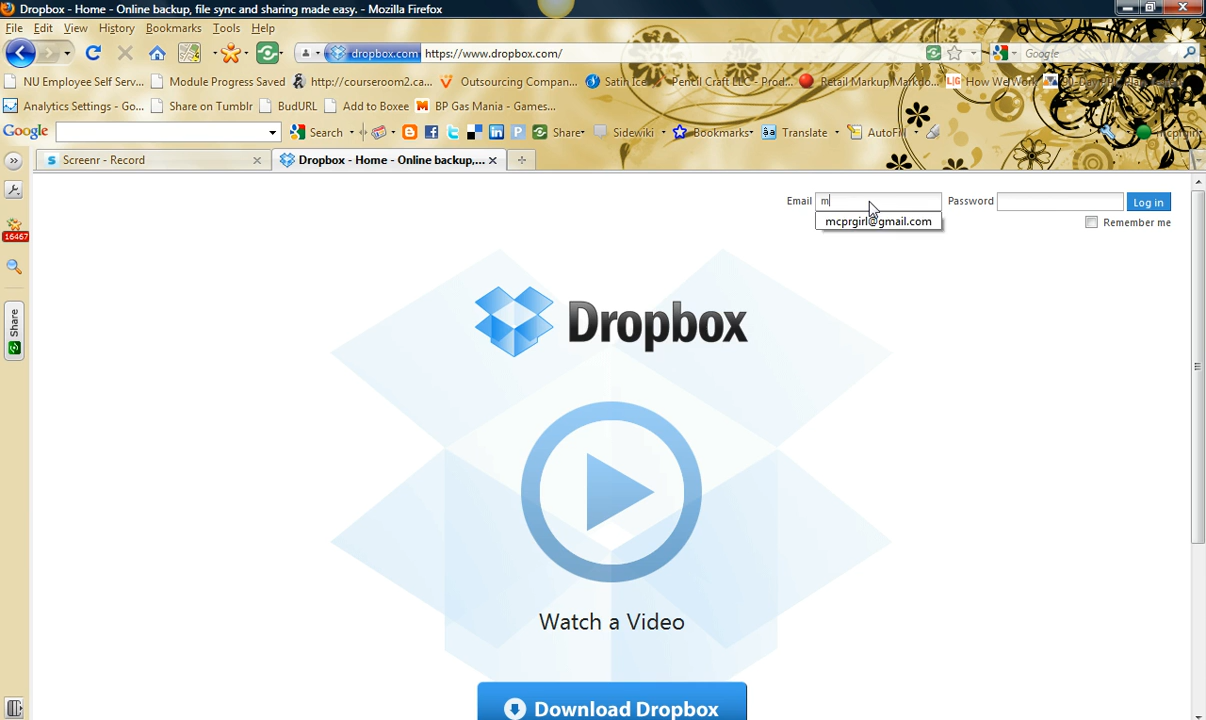 Dropbox - Home - Online backup, file sync and sharing made easy. - Mozilla Firefox
File Edit View History Bookmarks Tools Help
dropbox.com https://www.dropbox.com/ Google
NU Employee Self Serv... Module Progress Saved http://courseroom2.ca... Outsourcing Compan... Satin Ice Pencil Craft LLC - Prod... Retail Markup/Markdo... How We Work
Analytics Settings - Go... Share on Tumblr BudURL Add to Boxee BP Gas Mania - Games...
Google Search Share Sidewiki Bookmarks Translate AutoFill mcprgirl
Screenr - Record Dropbox - Home - Online backup,...
Email m Password Log in
mcprgirl@gmail.com Remember me
16467
Share
Dropbox
Watch a Video
Download Dropbox